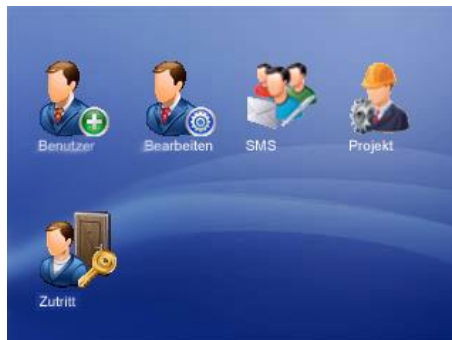 Benutzer
Bearbeiten
SMS
Projekt
Zutritt